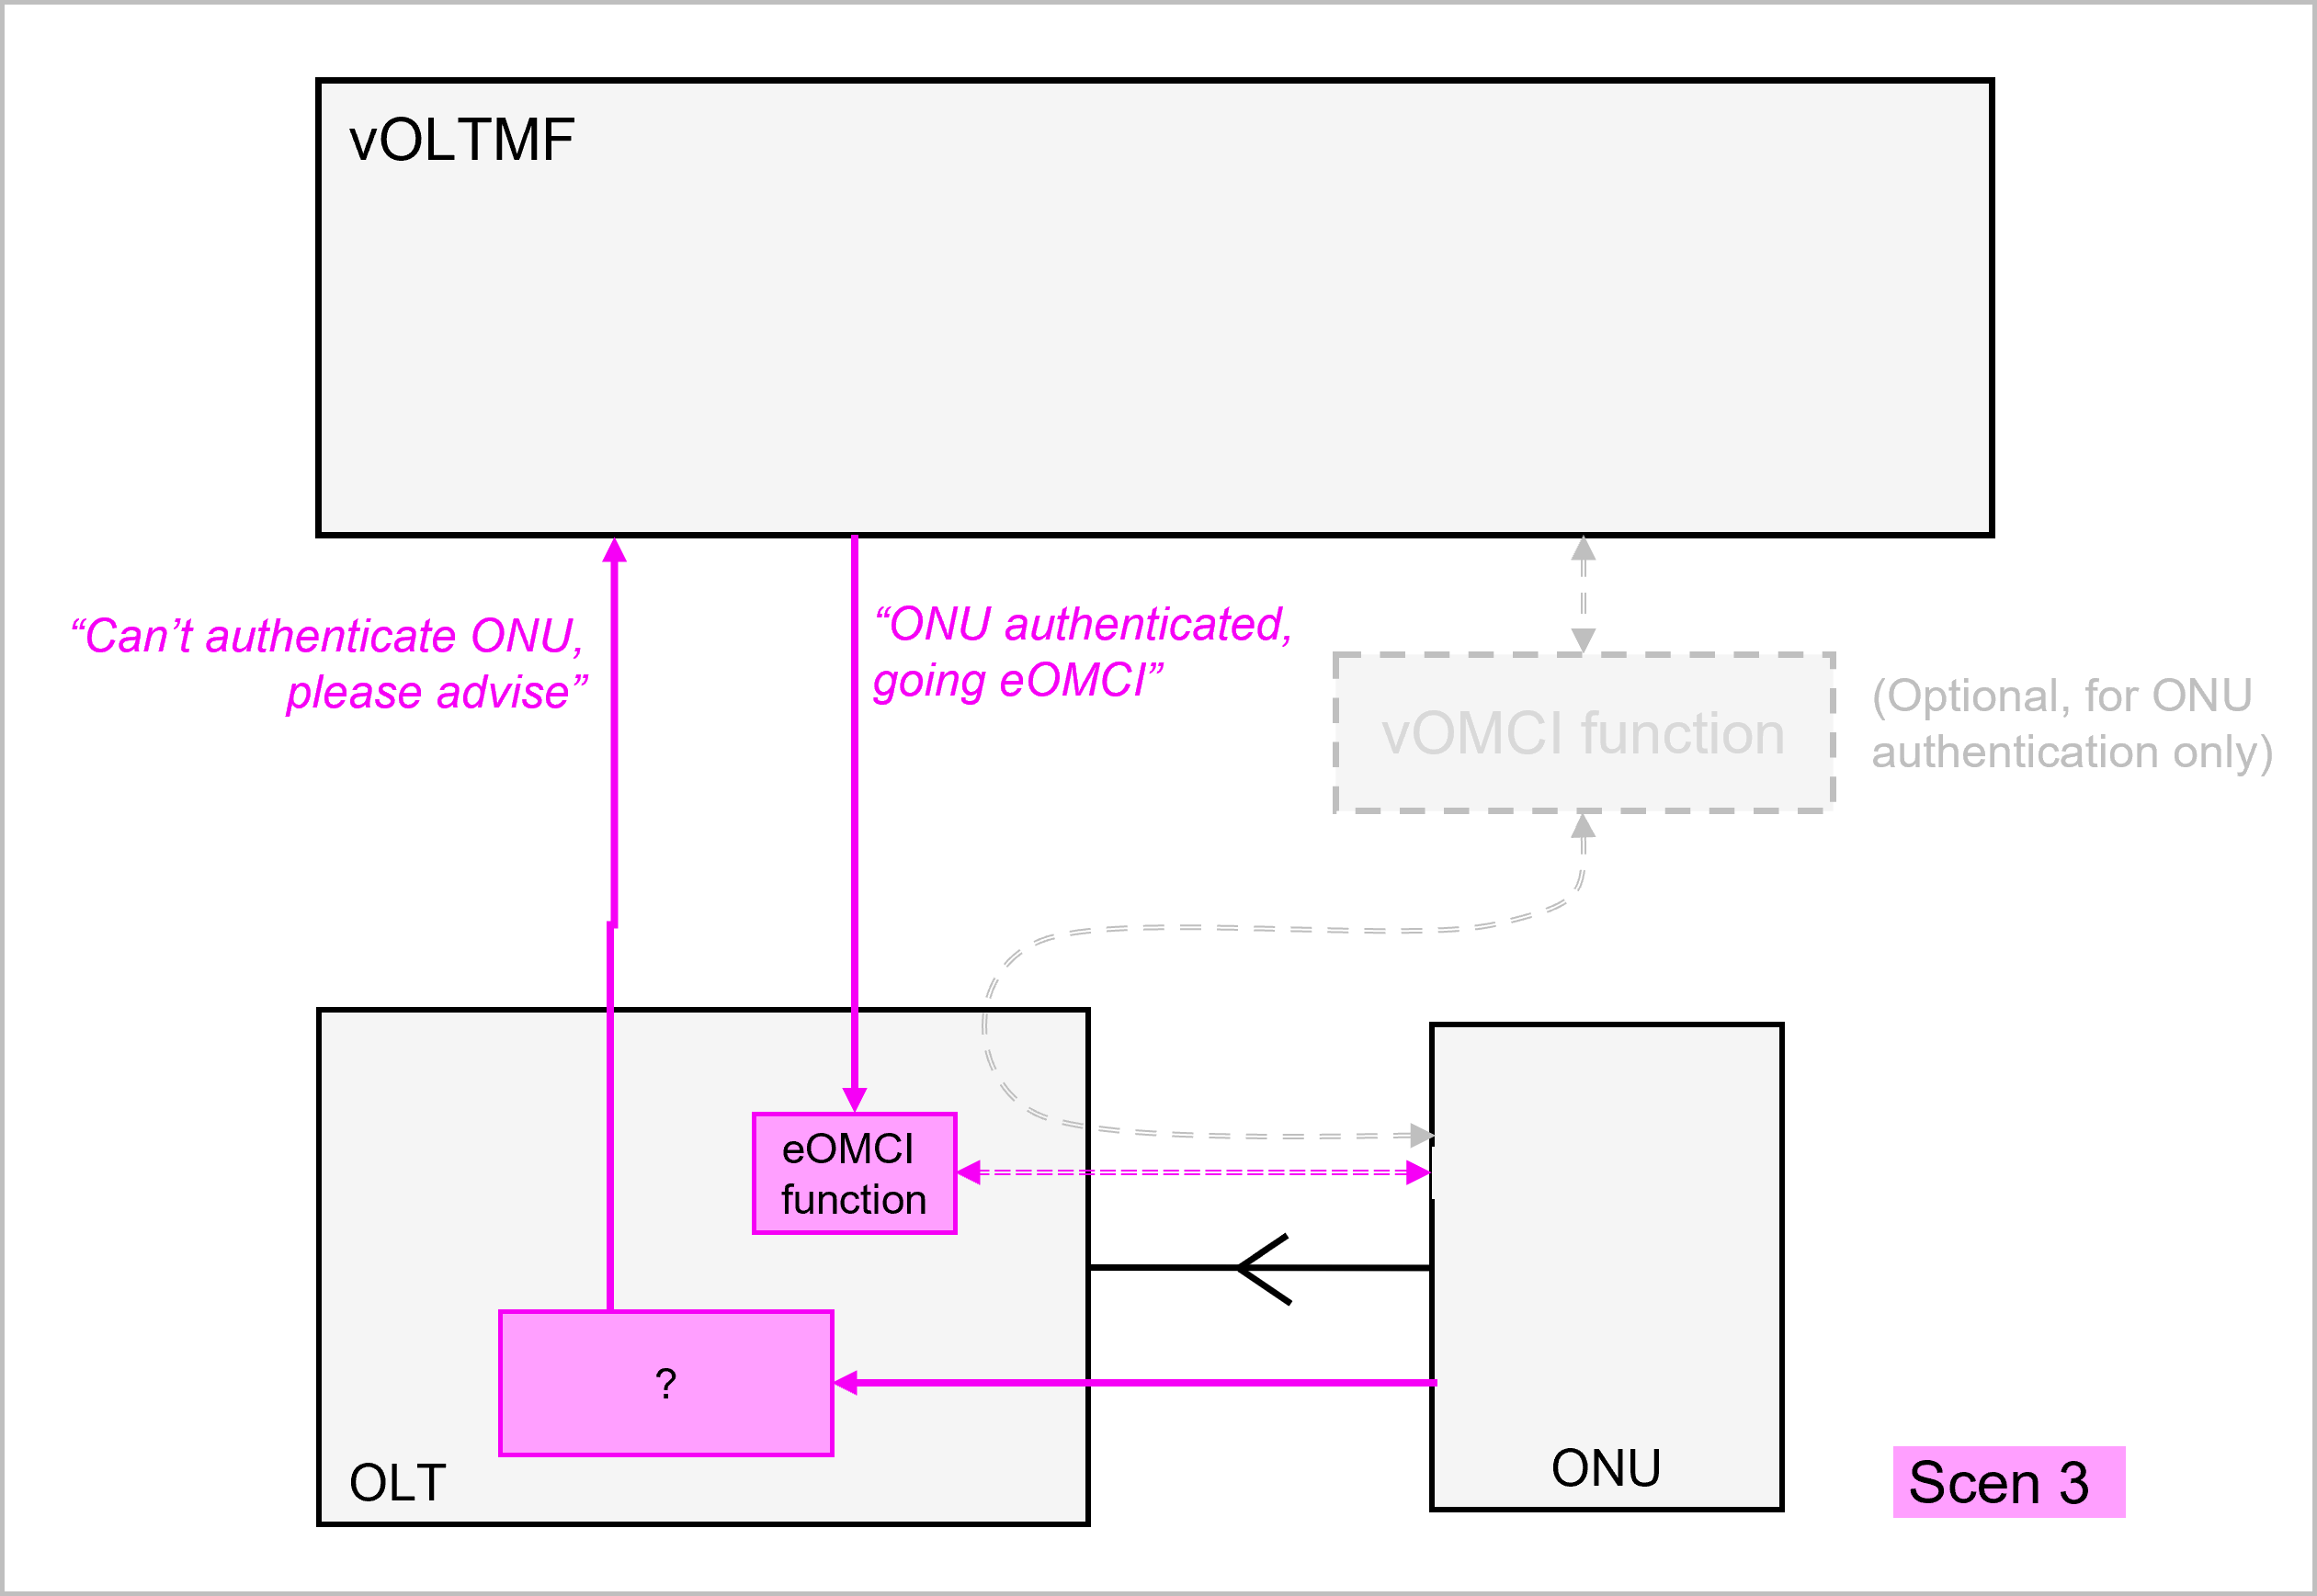 vOLTMF
“Can’t authenticate ONU,
please advise”
“ONU authenticated,
going eOMCI”
vOMCI function
(Optional, for ONU
authentication only)
eOMCI
function
?
OLT
ONU
Scen 3